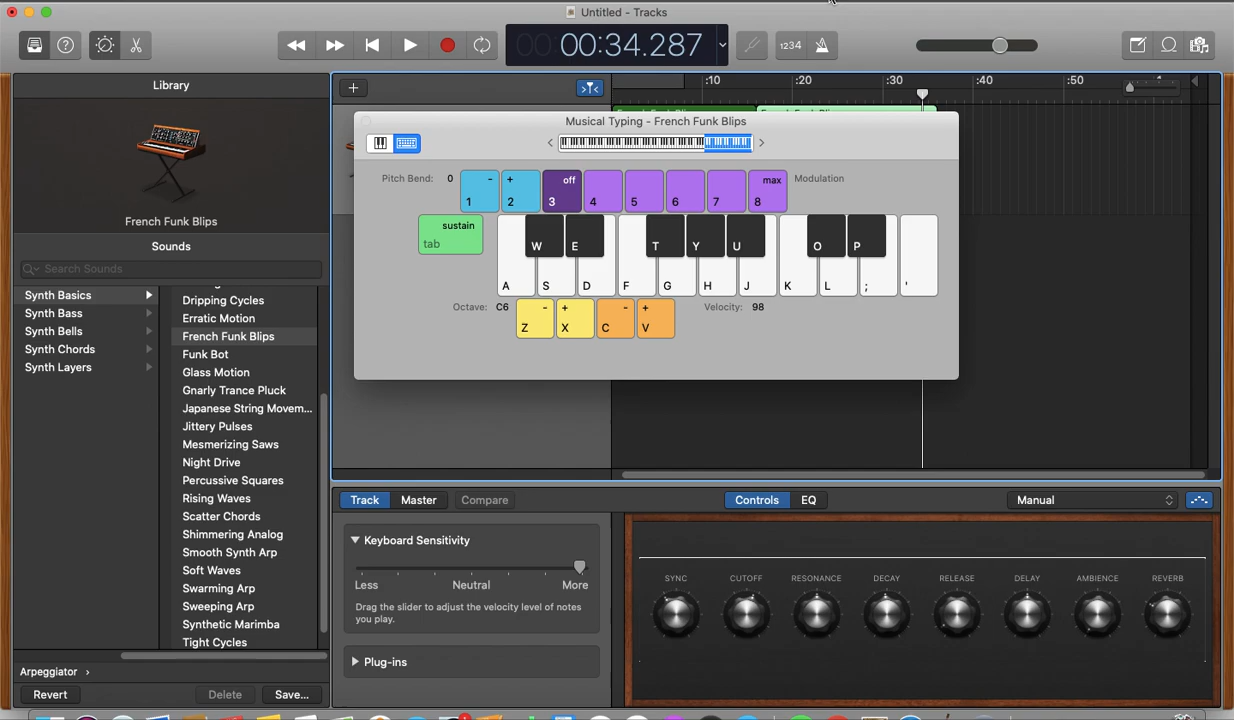 Untitled - Tracks
00:00:34.287
1234
Library
:10 :20 :30 :40 :50
French Funk Blips
Musical Typing - French Funk Blips
Pitch Bend: 0
- 1
+ 2
off 3
4
5
6
7
max 8
Modulation
sustain
tab
W E T Y U O P
A S D F G H J K L ; '
Octave: C6
Z -
X +
C -
V +
Velocity: 98
French Funk Blips
Sounds
Search Sounds
Synth Basics
Synth Bass
Synth Bells
Synth Chords
Synth Layers
Dripping Cycles
Erratic Motion
French Funk Blips
Funk Bot
Glass Motion
Gnarly Trance Pluck
Japanese String Movem...
Jittery Pulses
Mesmerizing Saws
Night Drive
Percussive Squares
Rising Waves
Scatter Chords
Shimmering Analog
Smooth Synth Arp
Soft Waves
Swarming Arp
Sweeping Arp
Synthetic Marimba
Tight Cycles
Arpeggiator ›
Revert Delete Save...
Track Master Compare
Controls EQ
Manual
Keyboard Sensitivity
Less Neutral More
Drag the slider to adjust the velocity level of notes
you play.
Plug-ins
SYNC CUTOFF RESONANCE DECAY RELEASE DELAY AMBIENCE REVERB